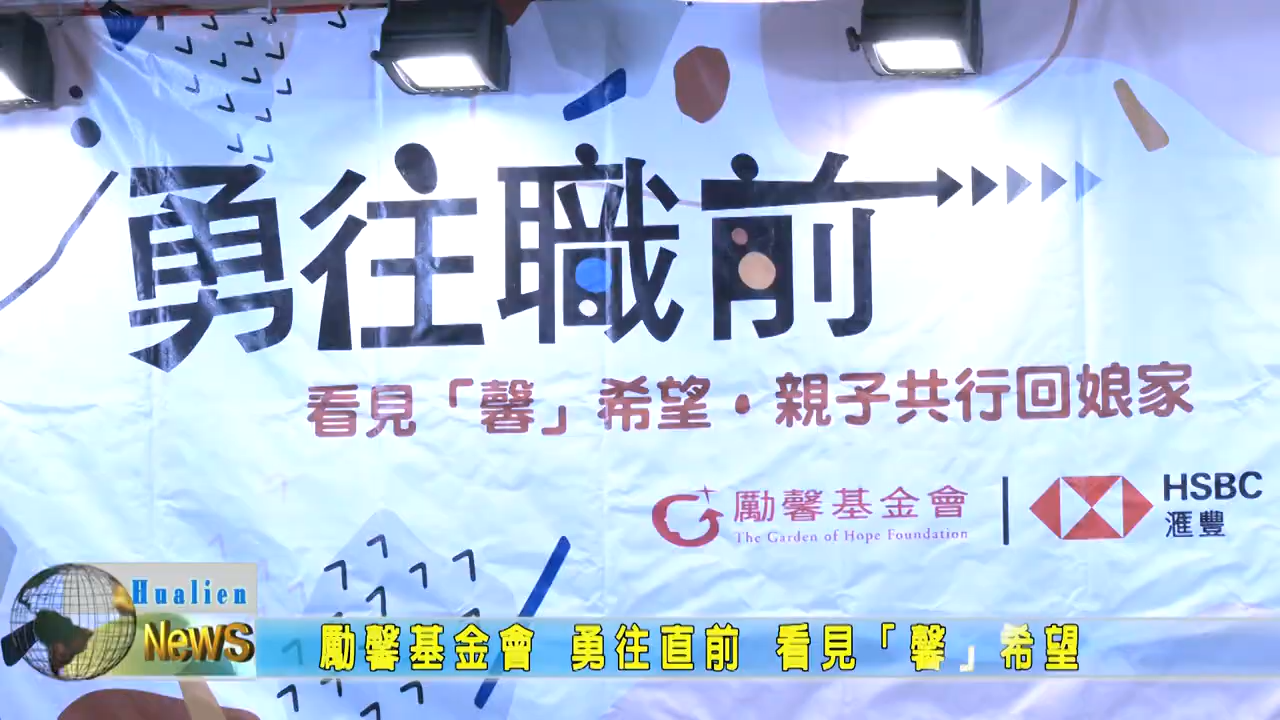 勇往職前
看見「馨」希望・親子共行回娘家
勵馨基金會
The Garden of Hope Foundation
HSBC
滙豐
Hualien
News
勵馨基金會 勇往直前 看見「馨」希望